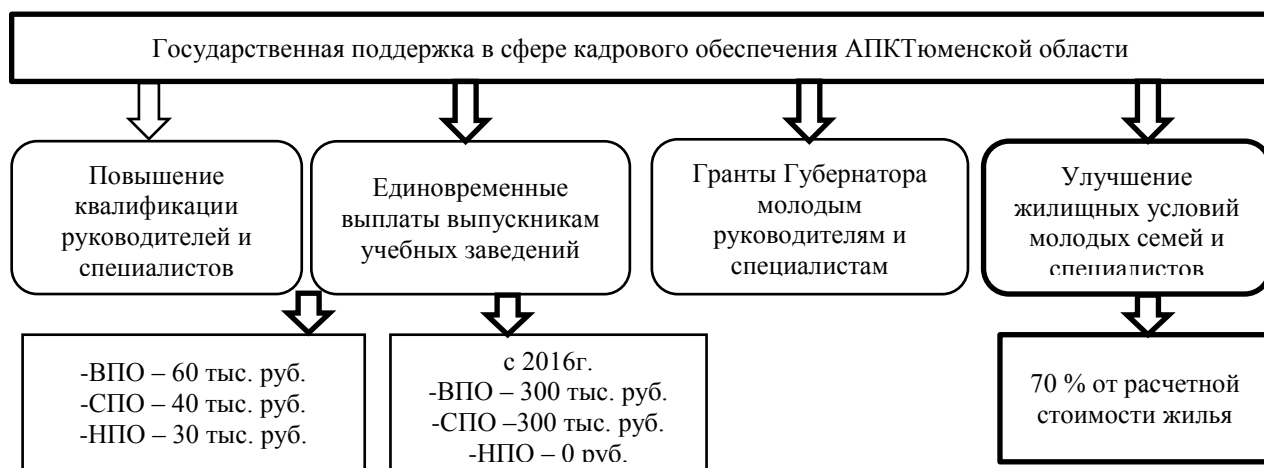 Государственная поддержка в сфере кадрового обеспечения АПКТюменской области
Повышение
квалификации
руководителей и
специалистов
Единовременные
выплаты выпускникам
учебных заведений
Гранты Губернатора
молодым
руководителям и
специалистам
Улучшение
жилищных условий
молодых семей и
специалистов
-ВПО – 60 тыс. руб.
-СПО – 40 тыс. руб.
-НПО – 30 тыс. руб.
с 2016г.
-ВПО – 300 тыс. руб.
-СПО –300 тыс. руб.
-НПО – 0 руб.
70 % от расчетной
стоимости жилья